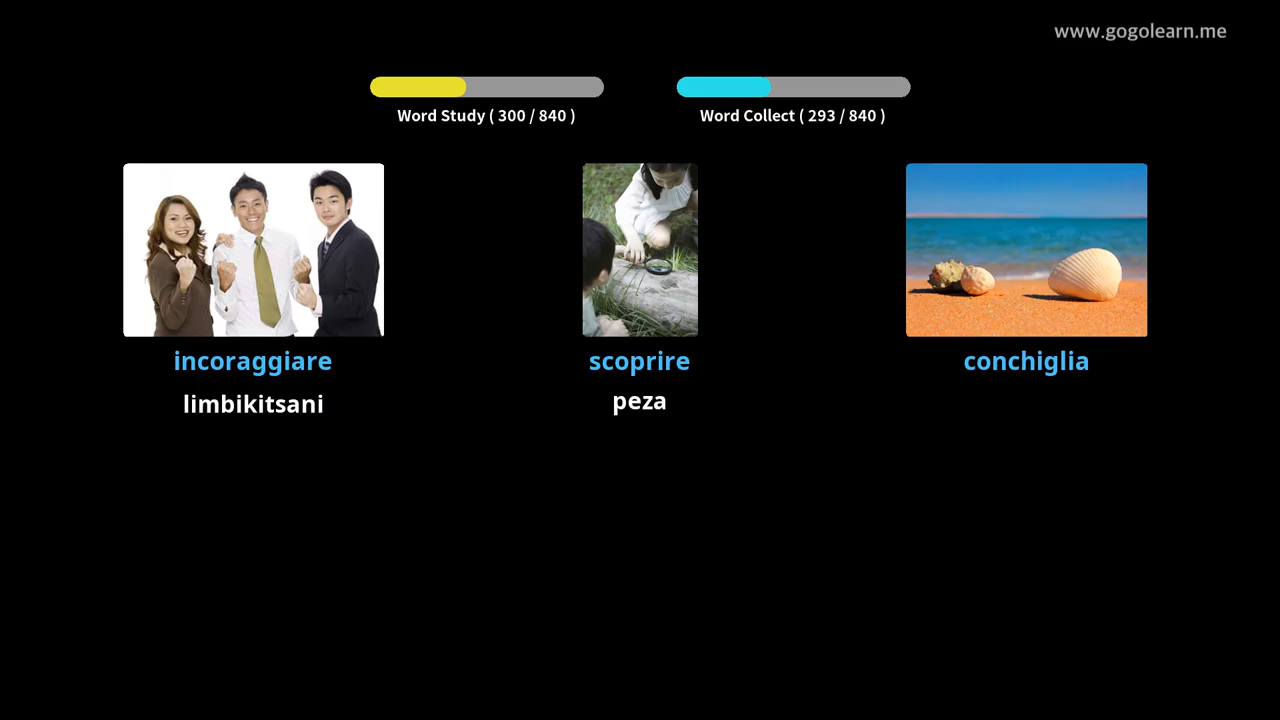 www.gogolearn.me
Word Study ( 300 / 840 )
Word Collect ( 293 / 840 )
incoraggiare
scoprire
conchiglia
limbikitsani
peza